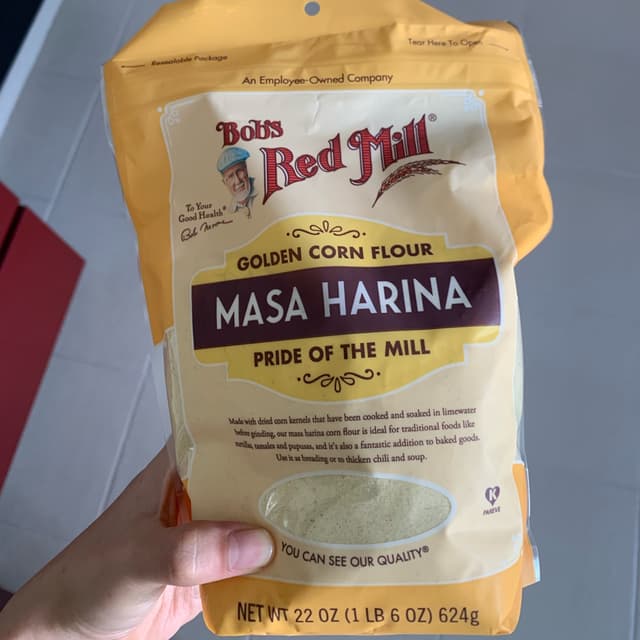 Resealable Package
Tear Here To Open
An Employee-Owned Company
Bob's
Red Mill®
To Your
Good Health®
Bob Moore
GOLDEN CORN FLOUR
MASA HARINA
PRIDE OF THE MILL
Made with dried corn kernels that have been cooked and soaked in limewater
before grinding, our masa harina corn flour is ideal for traditional foods like
tortillas, tamales and pupusas, and it's also a fantastic addition to baked goods.
Use it as breading or to thicken chili and soup.
K
PAREVE
YOU CAN SEE OUR QUALITY®
NET WT 22 OZ (1 LB 6 OZ) 624g